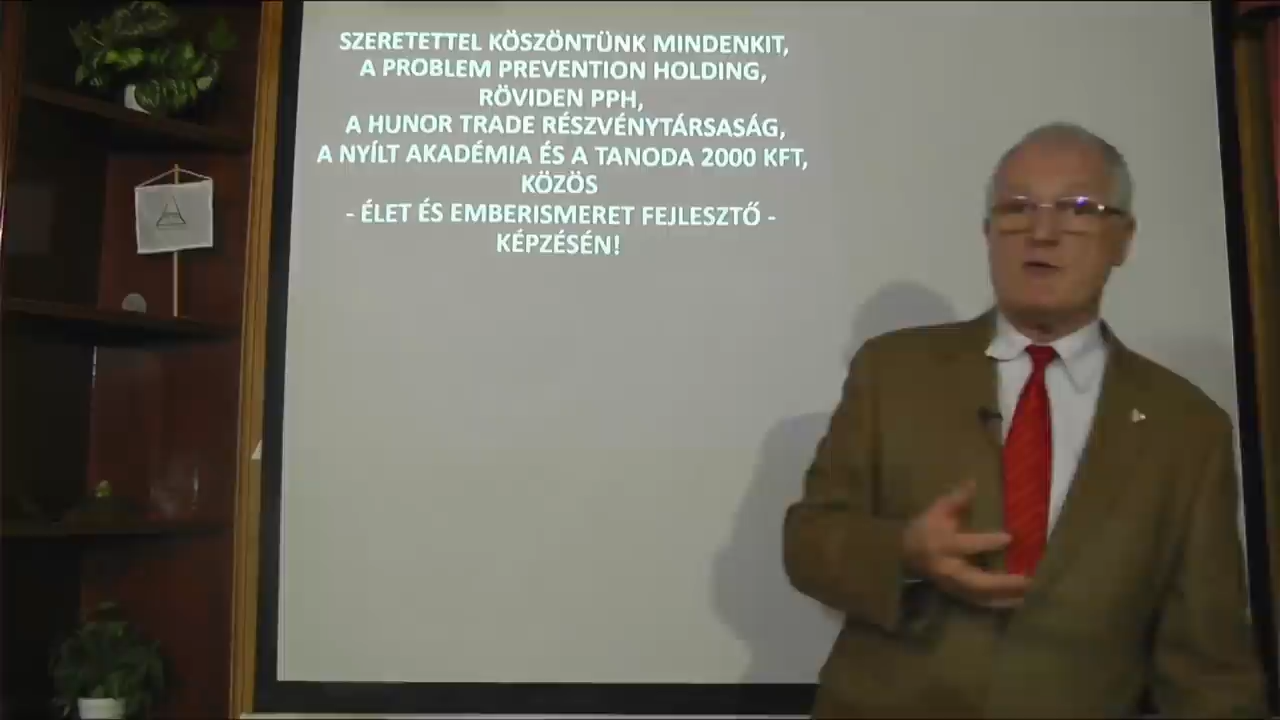 SZERETETTEL KÖSZÖNTÜNK MINDENKIT,
A PROBLEM PREVENTION HOLDING,
RÖVIDEN PPH,
A HUNOR TRADE RÉSZVÉNYTÁRSASÁG,
A NYÍLT AKADÉMIA ÉS A TANODA 2000 KFT,
KÖZÖS
- ÉLET ÉS EMBERISMERET FEJLESZTŐ -
KÉPZÉSÉN!